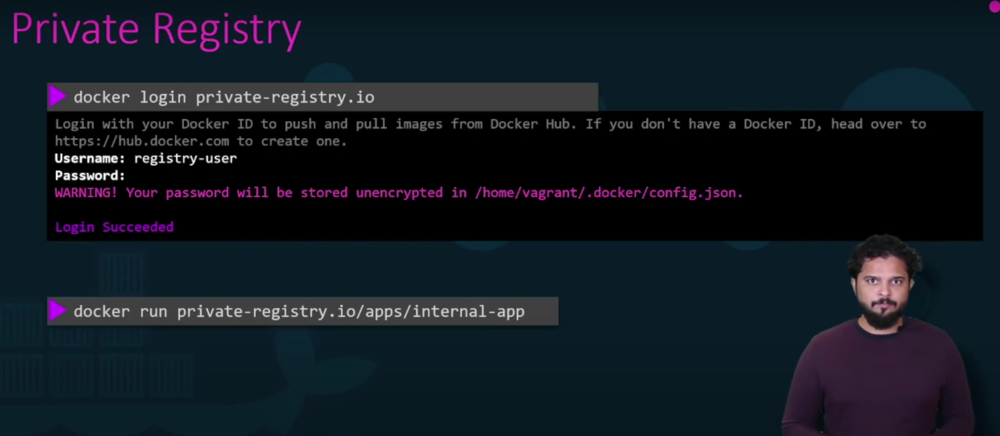 Private Registry
docker login private-registry.io
Login with your Docker ID to push and pull images from Docker Hub. If you don't have a Docker ID, head over to
https://hub.docker.com to create one.
Username: registry-user
Password:
WARNING! Your password will be stored unencrypted in /home/vagrant/.docker/config.json.
Login Succeeded
docker run private-registry.io/apps/internal-app